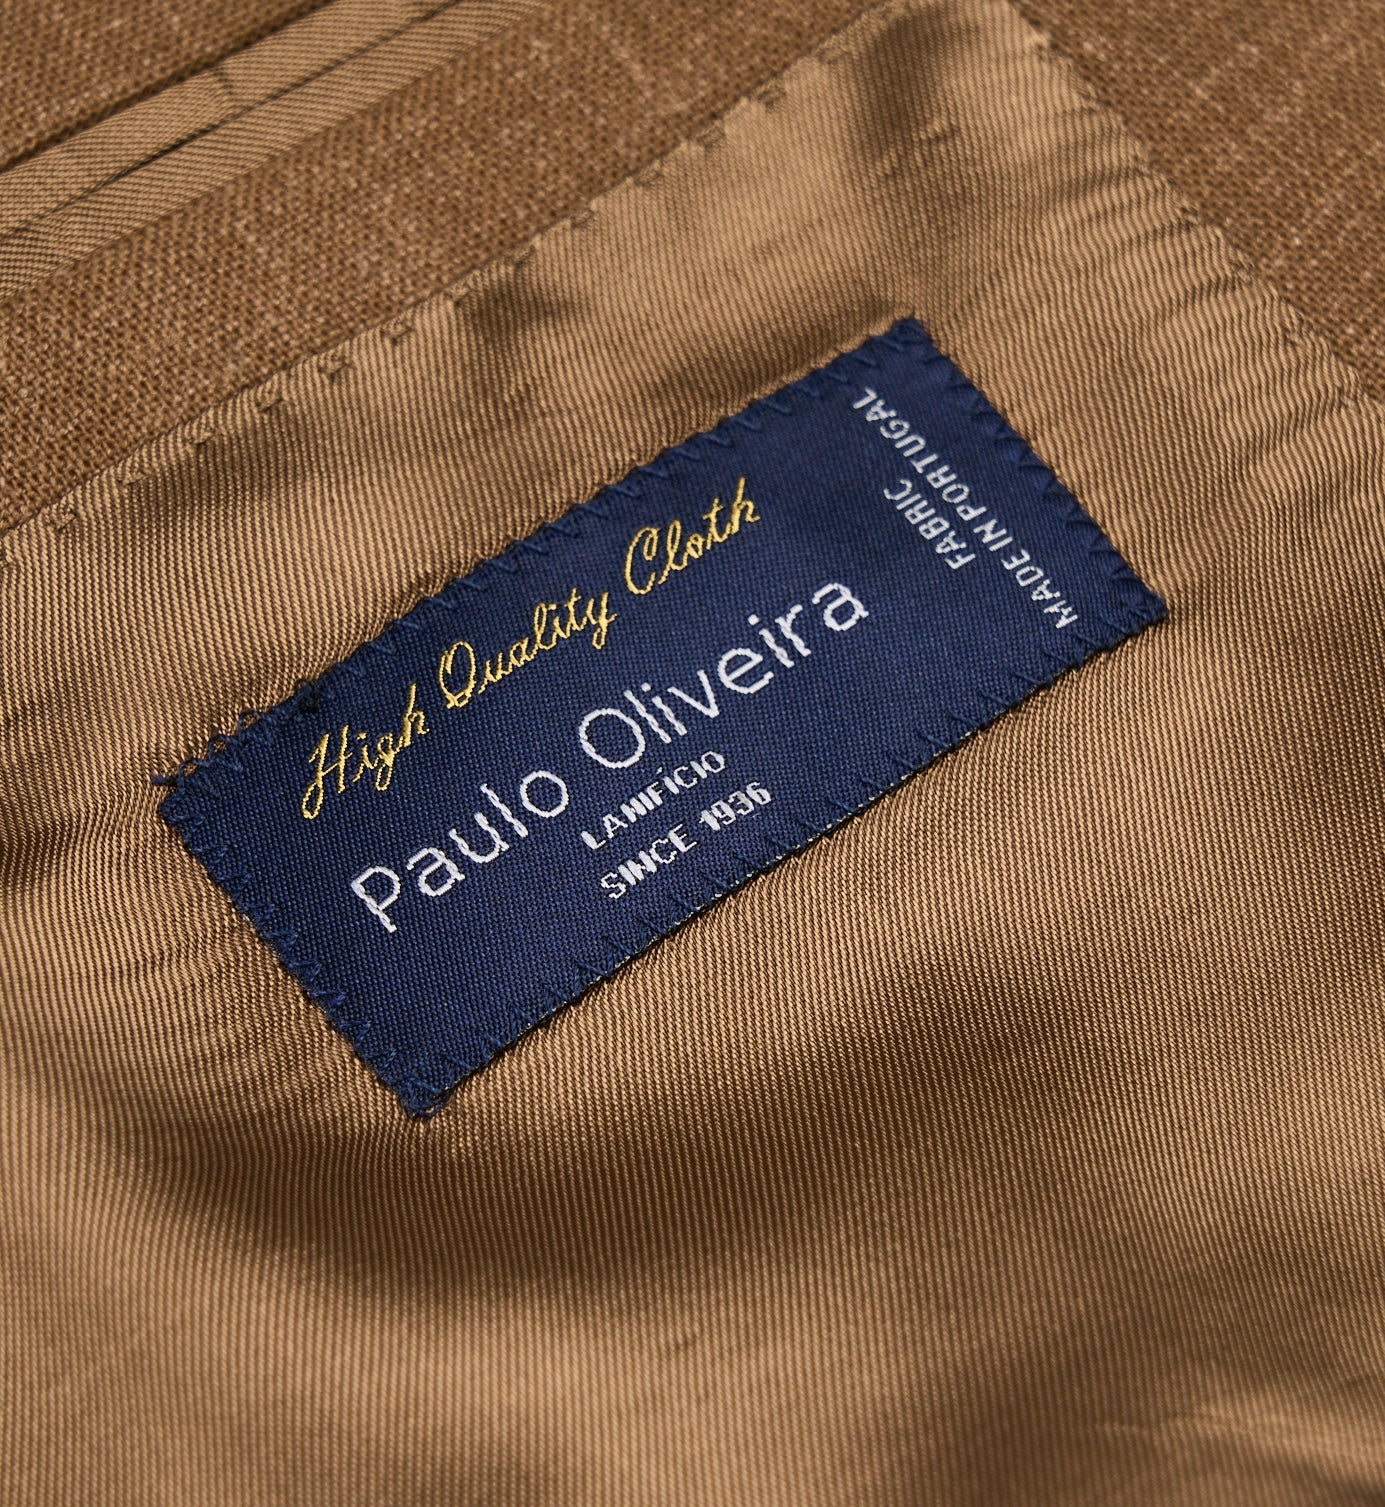 High Quality Cloth
Paulo Oliveira
LANIFÍCIO
SINCE 1936
FABRIC
MADE IN PORTUGAL